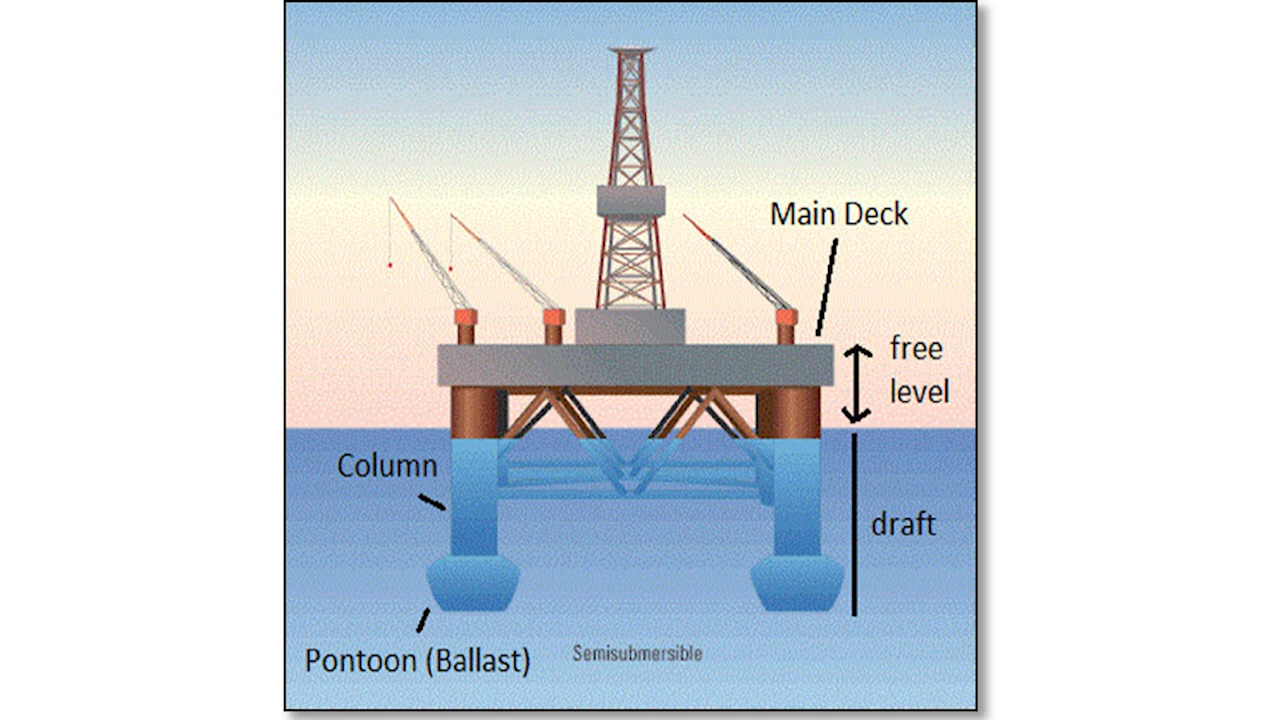 Main Deck
free
level
Column
draft
Pontoon (Ballast)
Semisubmersible